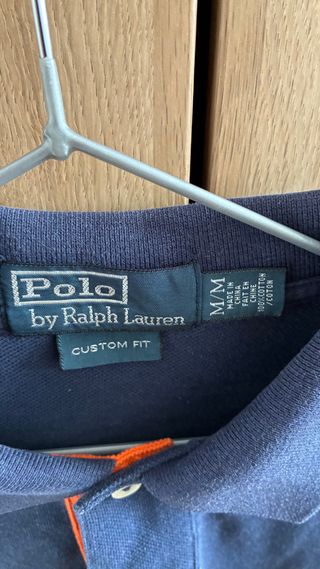 Polo
by Ralph Lauren
CUSTOM FIT
M/M
MADE IN
CHINA
FAIT EN
CHINE
100% COTTON
/COTON